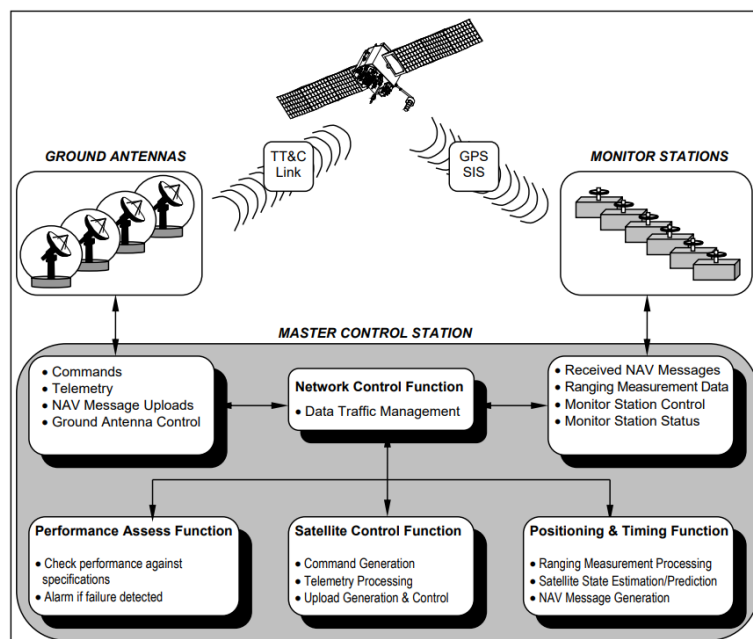 GROUND ANTENNAS
TT&C
Link
GPS
SIS
MONITOR STATIONS
MASTER CONTROL STATION
• Commands
• Telemetry
• NAV Message Uploads
• Ground Antenna Control
Network Control Function
• Data Traffic Management
• Received NAV Messages
• Ranging Measurement Data
• Monitor Station Control
• Monitor Station Status
Performance Assess Function
• Check performance against
specifications
• Alarm if failure detected
Satellite Control Function
• Command Generation
• Telemetry Processing
• Upload Generation & Control
Positioning & Timing Function
• Ranging Measurement Processing
• Satellite State Estimation/Prediction
• NAV Message Generation